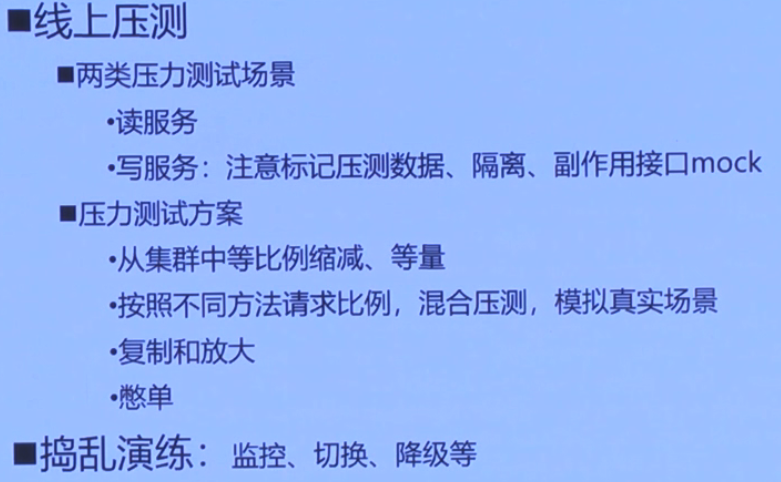 ■线上压测
■两类压力测试场景
•读服务
•写服务：注意标记压测数据、隔离、副作用接口mock
■压力测试方案
•从集群中等比例缩减、等量
•按照不同方法请求比例，混合压测，模拟真实场景
•复制和放大
•憋单
■捣乱演练：监控、切换、降级等